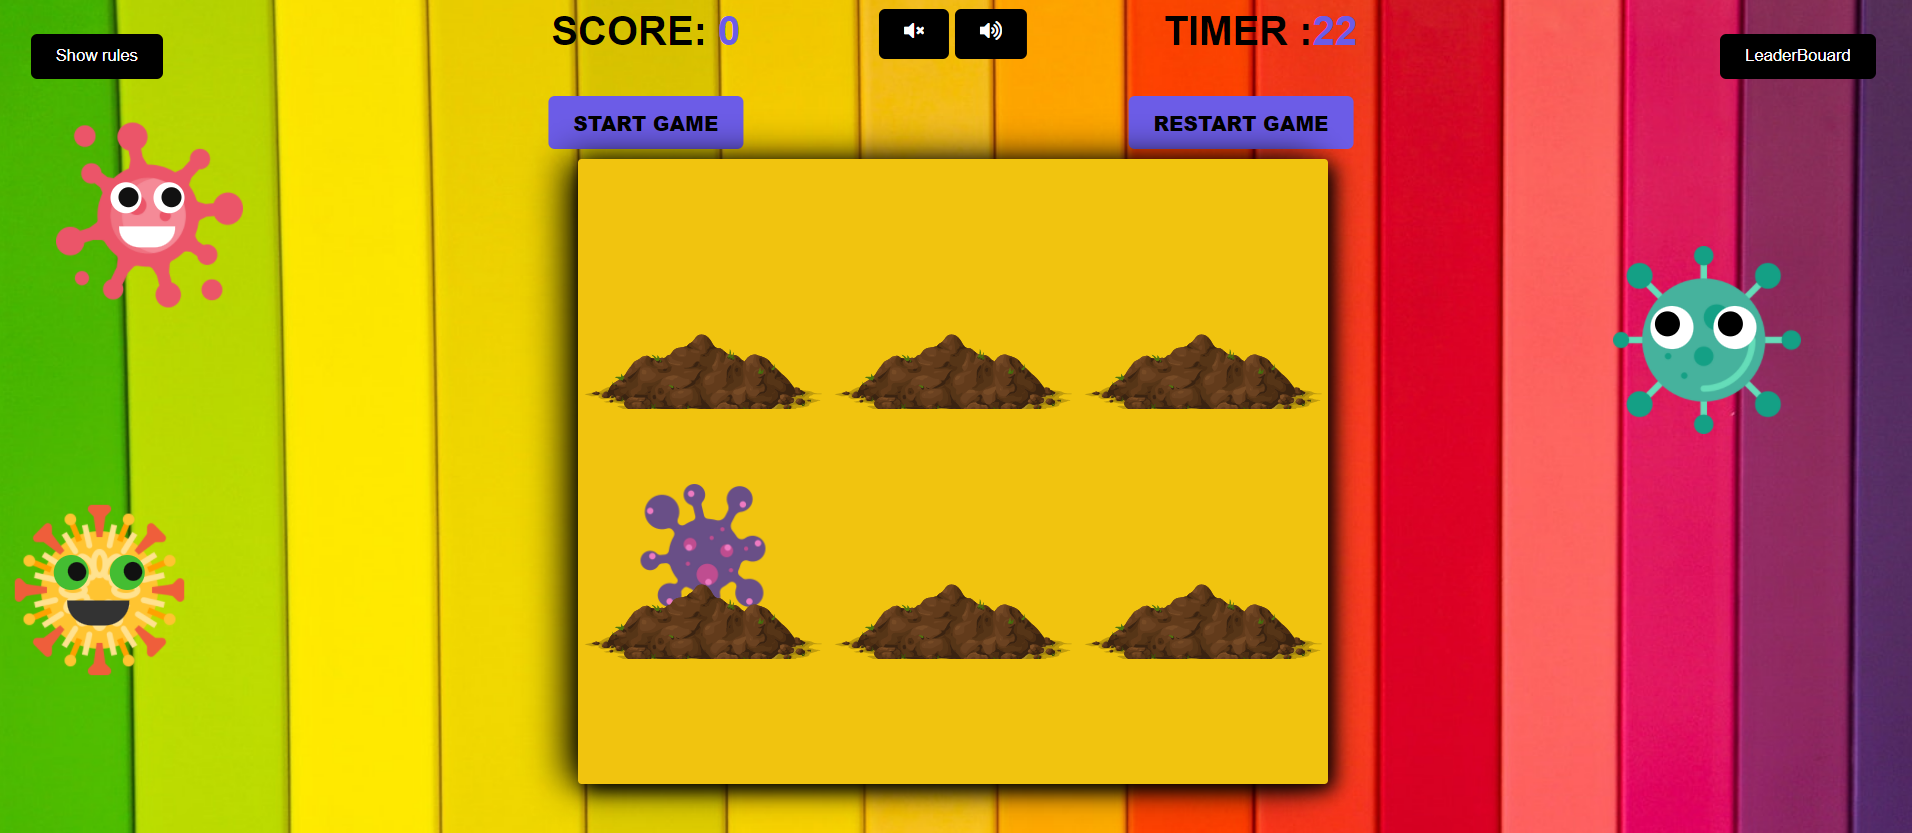 SCORE: 0
TIMER :22
Show rules
LeaderBouard
START GAME
RESTART GAME